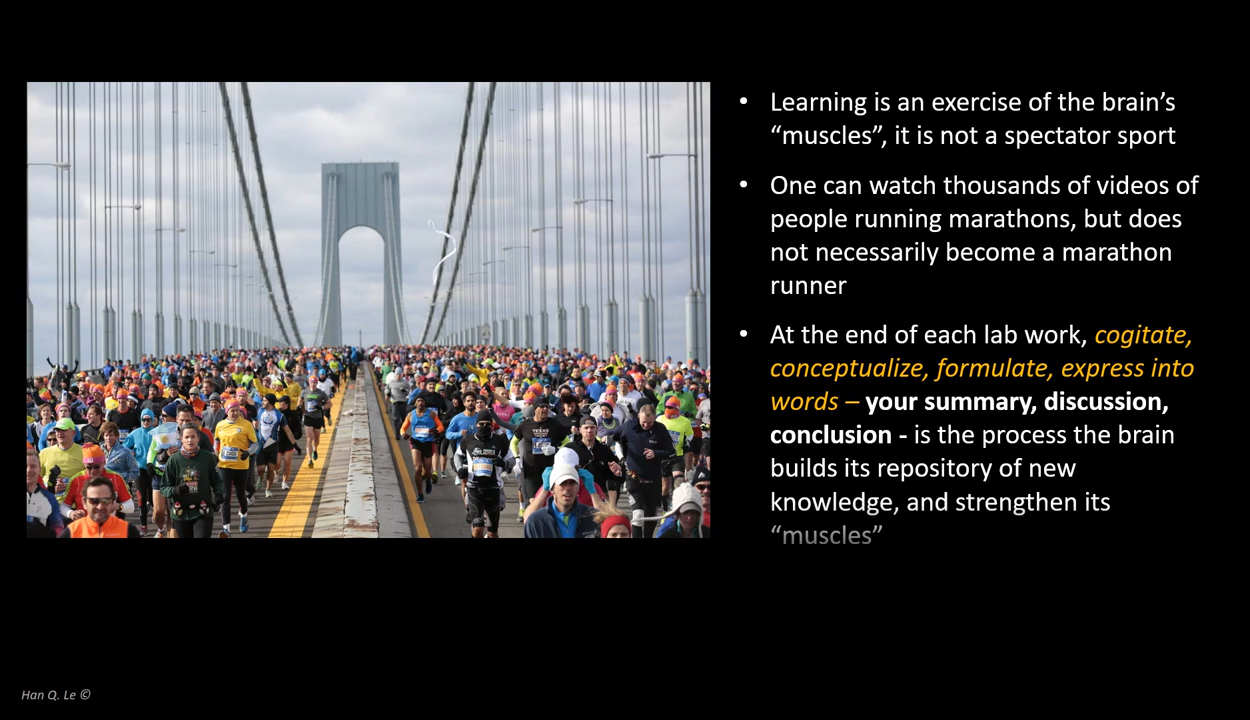 • Learning is an exercise of the brain’s
“muscles”, it is not a spectator sport
• One can watch thousands of videos of
people running marathons, but does
not necessarily become a marathon
runner
• At the end of each lab work, cogitate,
conceptualize, formulate, express into
words – your summary, discussion,
conclusion - is the process the brain
builds its repository of new
knowledge, and strengthen its
“muscles”
Han Q. Le ©